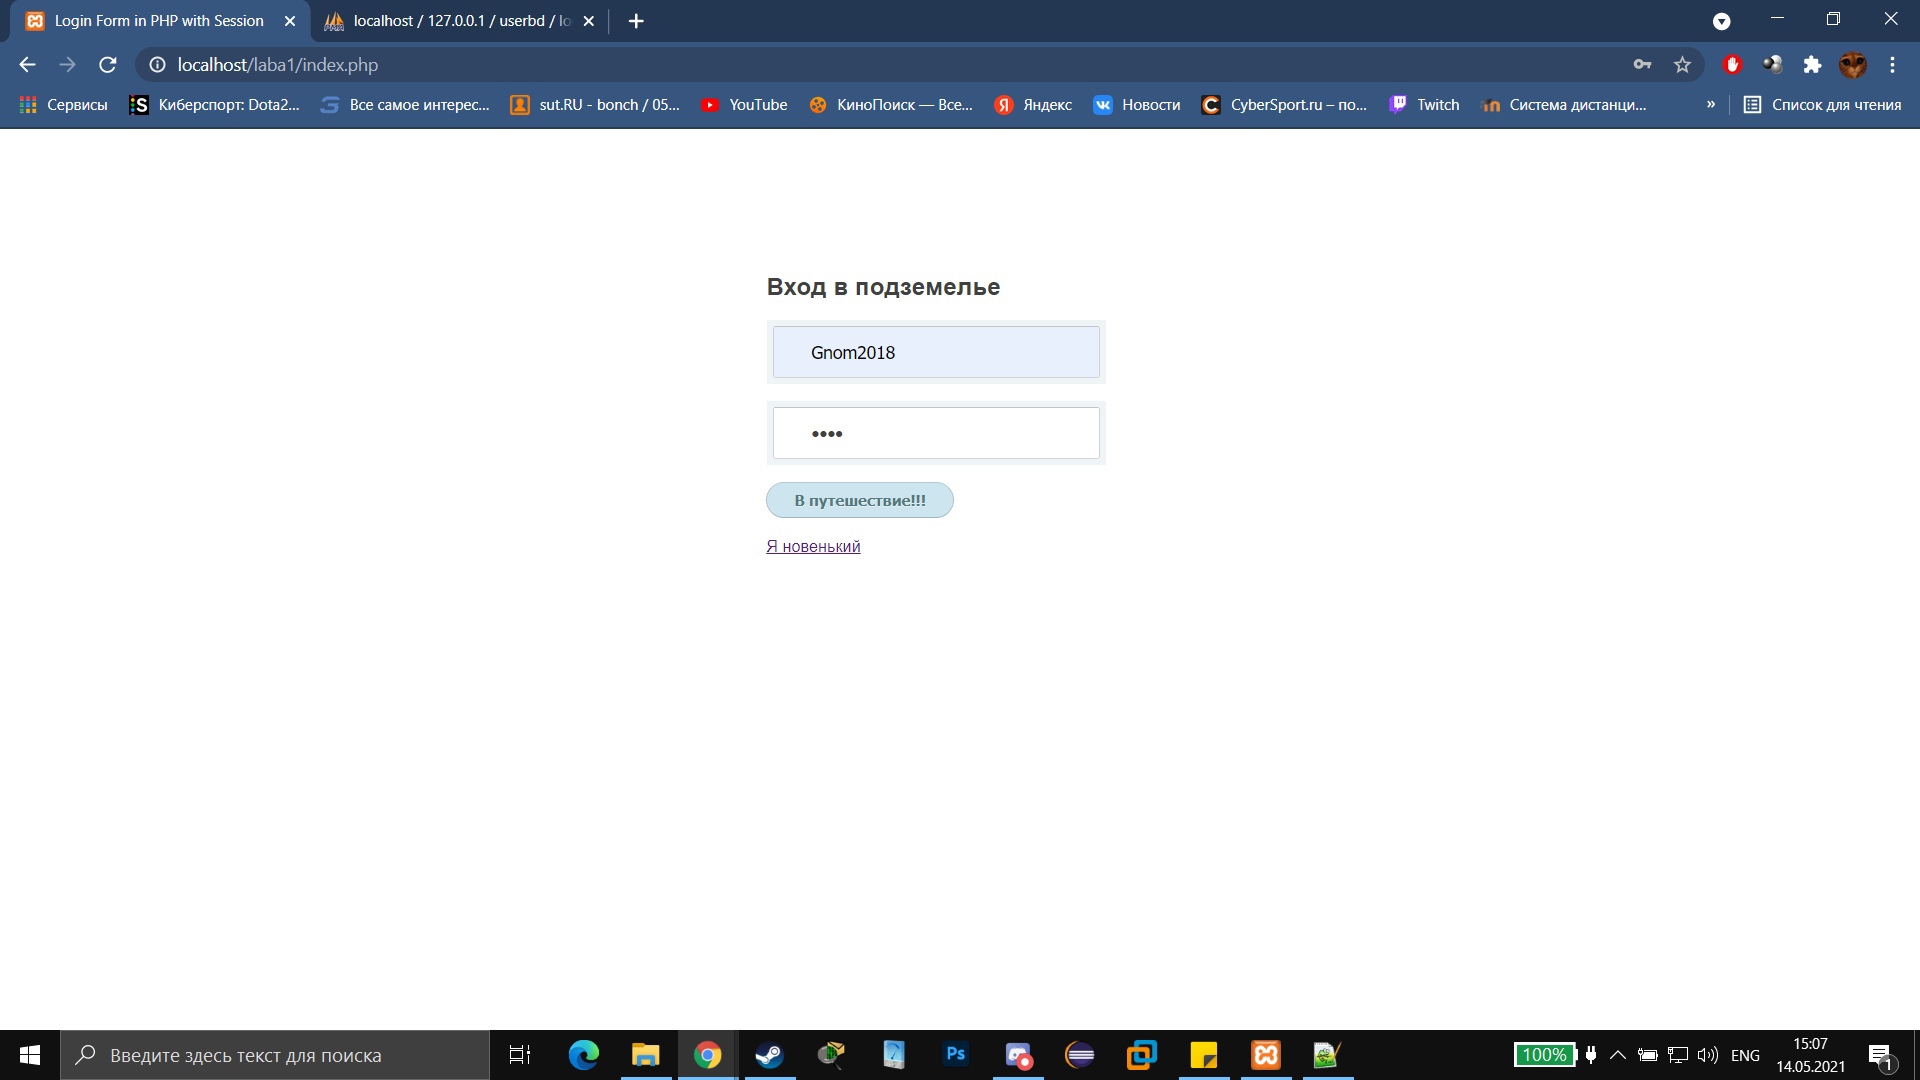 Login Form in PHP with Session
localhost / 127.0.0.1 / userbd / lo
localhost/laba1/index.php
Сервисы
Киберспорт: Dota2...
Все самое интерес...
sut.RU - bonch / 05...
YouTube
КиноПоиск — Все...
Яндекс
Новости
CyberSport.ru – по...
Twitch
Система дистанци...
»
Список для чтения
Вход в подземелье
Gnom2018
••••
В путешествие!!!
Я новенький
Введите здесь текст для поиска
Ps
100%
ENG
15:07
14.05.2021
1